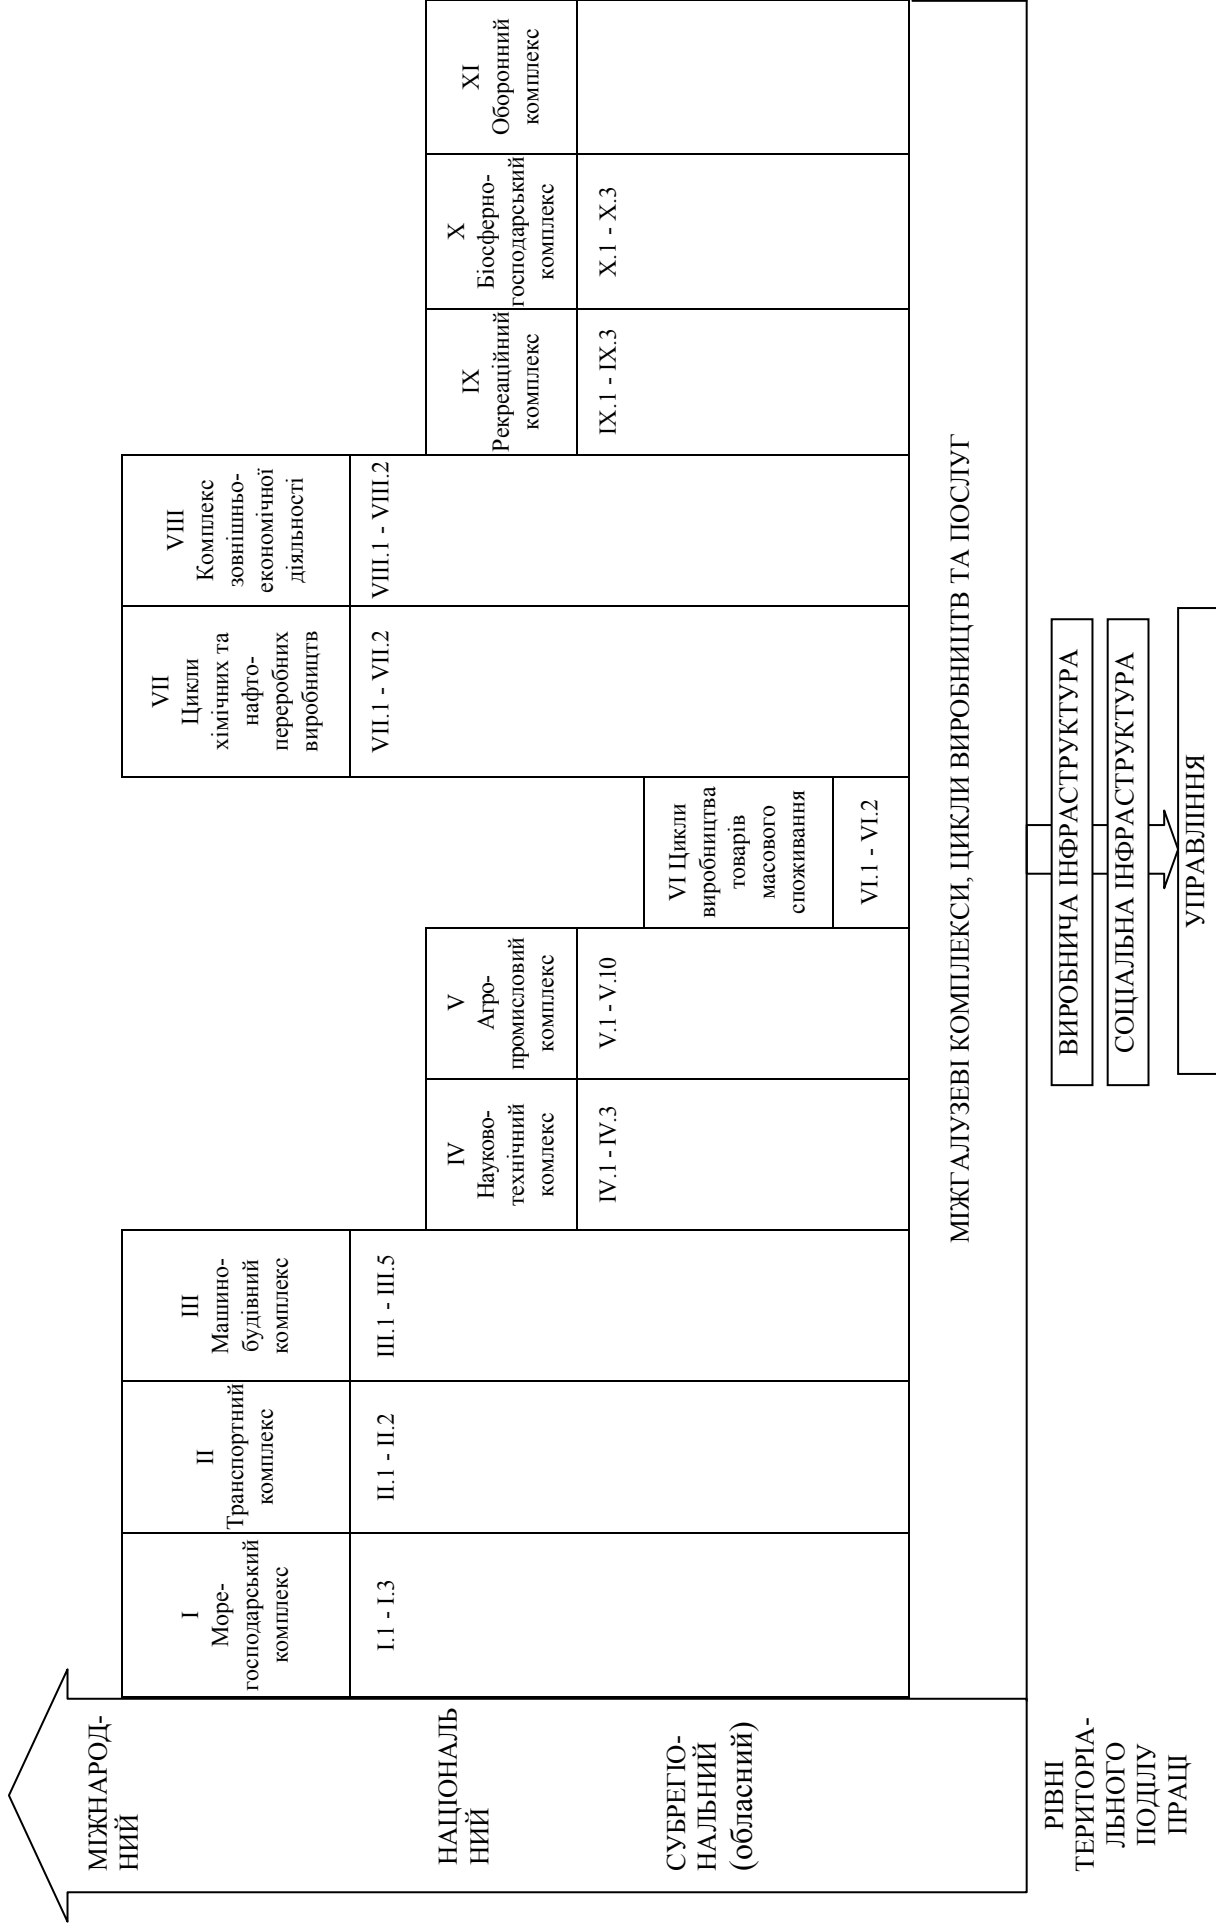 МІЖНАРОД-
НИЙ
НАЦІОНАЛЬ
НИЙ
СУБРЕГІО-
НАЛЬНИЙ
(обласний)
РІВНІ
ТЕРИТОРІА-
ЛЬНОГО
ПОДІЛУ
ПРАЦІ
I
Море-
господарський
комплекс
I.1 - I.3
II
Транспортний
комплекс
II.1 - II.2
III
Машино-
будівний
комплекс
III.1 - III.5
IV
Науково-
технічний
комлекс
IV.1 - IV.3
V
Агро-
промисловий
комплекс
V.1 - V.10
VI Цикли
виробництва
товарів
масового
споживання
VI.1 - VI.2
VII
Цикли
хімічних та
нафто-
переробних
виробництв
VII.1 - VII.2
VIII
Комплекс
зовнішньо-
економічної
діяльності
VIII.1 - VIII.2
IX
Рекреаційний
комплекс
IX.1 - IX.3
X
Біосферно-
господарський
комплекс
X.1 - X.3
XI
Оборонний
комплекс
МІЖГАЛУЗЕВІ КОМПЛЕКСИ, ЦИКЛИ ВИРОБНИЦТВ ТА ПОСЛУГ
ВИРОБНИЧА ІНФРАСТРУКТУРА
СОЦІАЛЬНА ІНФРАСТРУКТУРА
УПРАВЛІННЯ